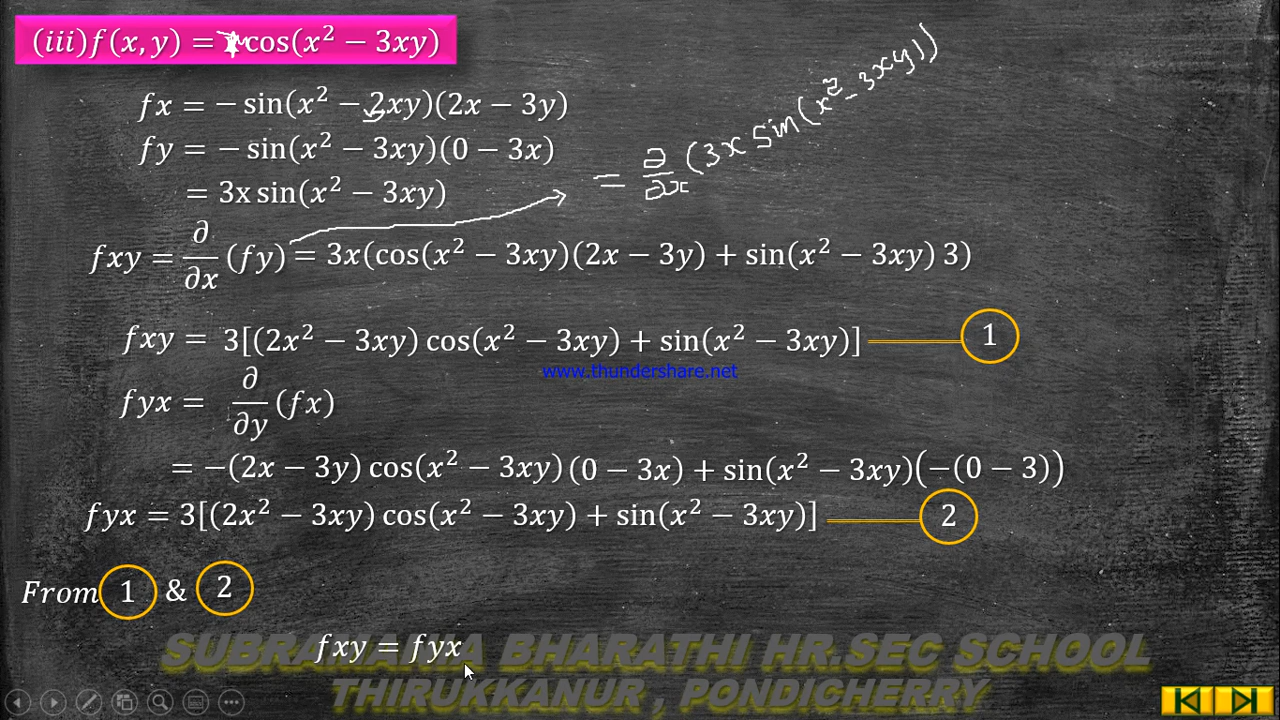 (iii)f(x, y) = cos(x² − 3xy)
fx = − sin(x² − 2xy)(2x − 3y)
fy = − sin(x² − 3xy)(0 − 3x)
= 3x sin(x² − 3xy)
= ∂/∂x (3x sin(x² - 3xy))
fxy = ∂/∂x (fy) = 3x(cos(x² − 3xy)(2x − 3y) + sin(x² − 3xy) 3)
fxy = 3[(2x² − 3xy) cos(x² − 3xy) + sin(x² − 3xy)] 1
www.thundershare.net
fyx = ∂/∂y (fx)
= −(2x − 3y) cos(x² − 3xy) (0 − 3x) + sin(x² − 3xy)(−(0 − 3))
fyx = 3[(2x² − 3xy) cos(x² − 3xy) + sin(x² − 3xy)] 2
From 1 & 2
fxy = fyx
SUBRAMANIA BHARATHI HR.SEC SCHOOL
THIRUKKANUR , PONDICHERRY